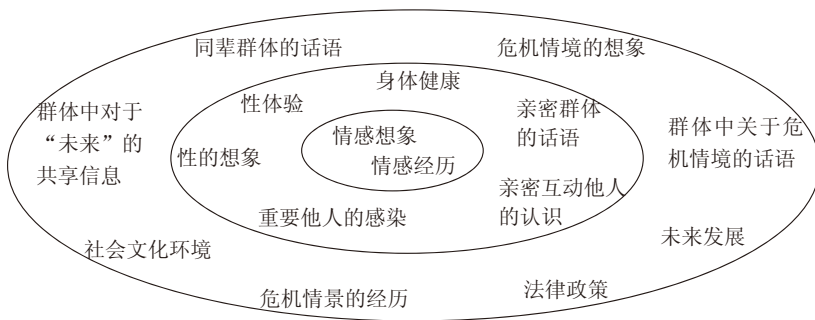 同辈群体的话语
危机情境的想象
身体健康
性体验
群体中对于
“未来”的
共享信息
亲密群体
的话语
群体中关于危
机情境的话语
情感想象
情感经历
性的想象
亲密互动他人
的认识
重要他人的感染
未来发展
社会文化环境
法律政策
危机情景的经历